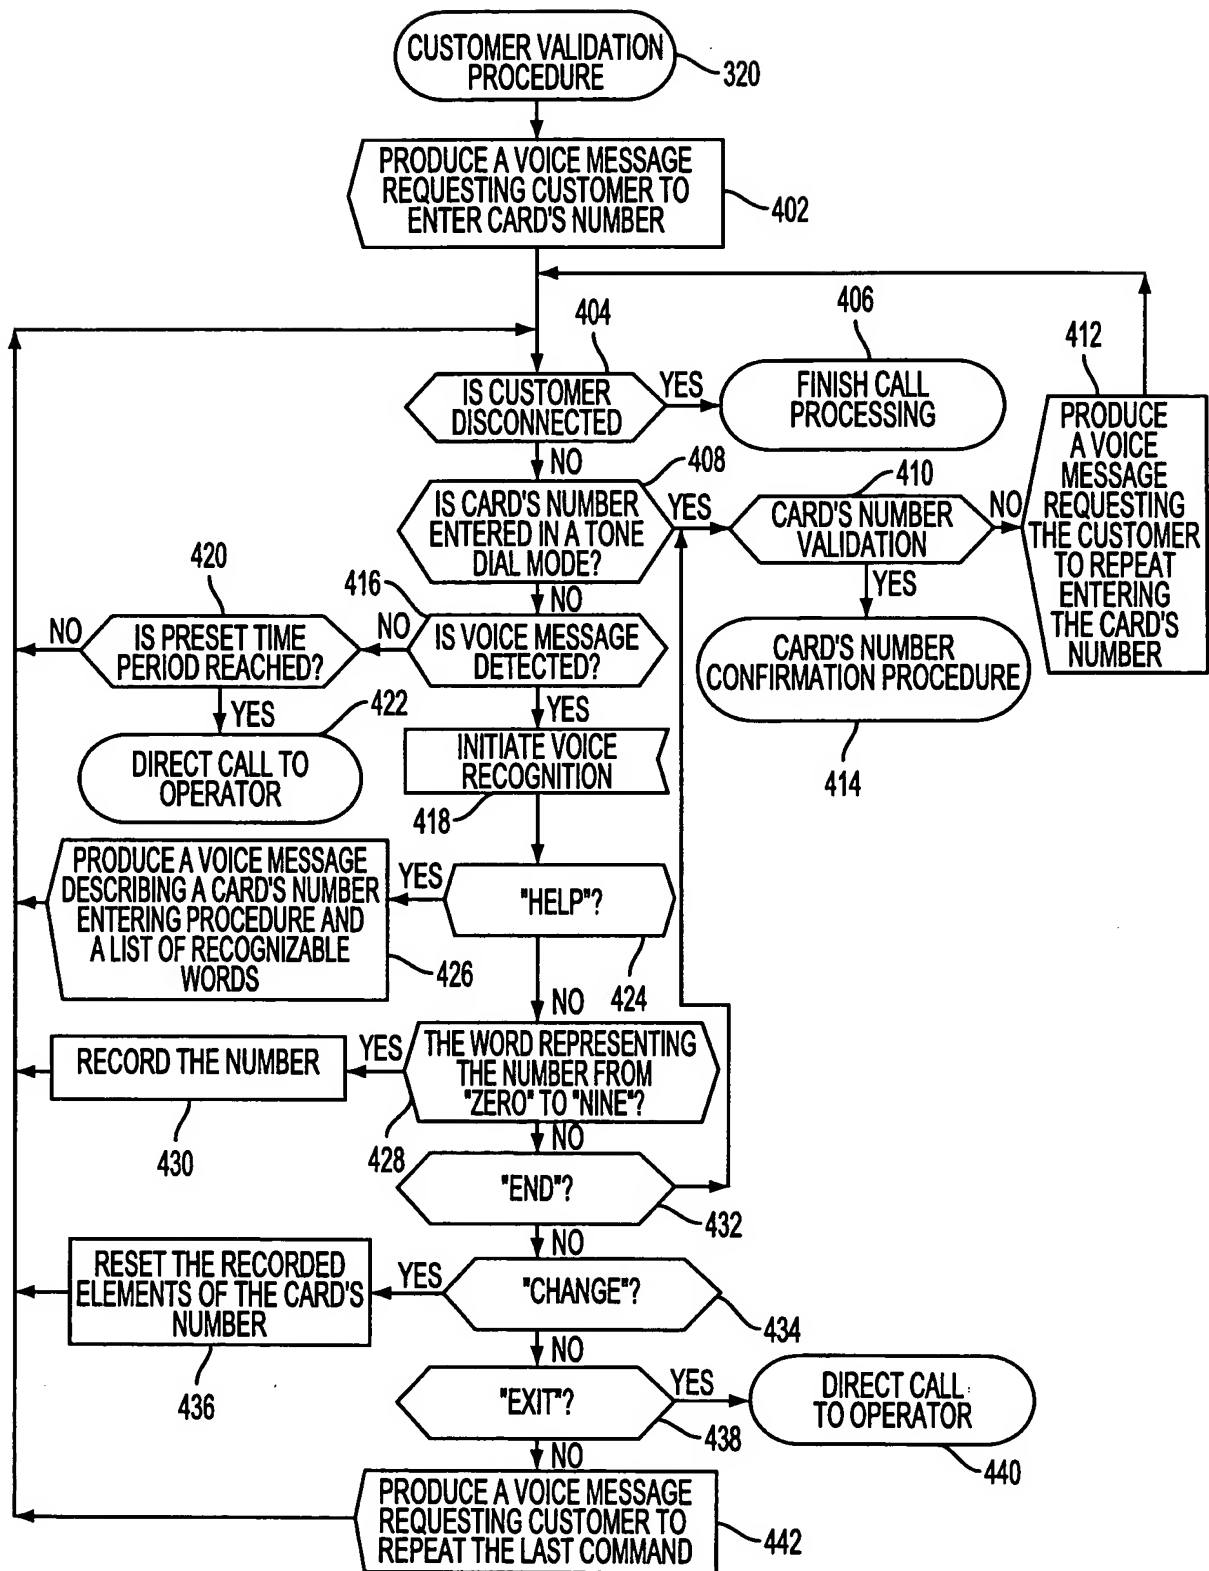 CUSTOMER VALIDATION
PROCEDURE
320
PRODUCE A VOICE MESSAGE
REQUESTING CUSTOMER TO
ENTER CARD'S NUMBER
402
404
406
412
IS CUSTOMER
DISCONNECTED
YES
FINISH CALL
PROCESSING
NO
408
IS CARD'S NUMBER
ENTERED IN A TONE
DIAL MODE?
YES
410
CARD'S NUMBER
VALIDATION
NO
PRODUCE
A VOICE
MESSAGE
REQUESTING
THE CUSTOMER
TO REPEAT
ENTERING
THE CARD'S
NUMBER
YES
CARD'S NUMBER
CONFIRMATION PROCEDURE
414
NO
416
IS VOICE MESSAGE
DETECTED?
NO
420
IS PRESET TIME
PERIOD REACHED?
NO
YES
422
DIRECT CALL TO
OPERATOR
YES
INITIATE VOICE
RECOGNITION
418
"HELP"?
424
YES
PRODUCE A VOICE MESSAGE
DESCRIBING A CARD'S NUMBER
ENTERING PROCEDURE AND
A LIST OF RECOGNIZABLE
WORDS
426
NO
THE WORD REPRESENTING
THE NUMBER FROM
"ZERO" TO "NINE"?
428
YES
RECORD THE NUMBER
430
NO
"END"?
432
NO
"CHANGE"?
434
YES
RESET THE RECORDED
ELEMENTS OF THE CARD'S
NUMBER
436
NO
"EXIT"?
438
YES
DIRECT CALL
TO OPERATOR
440
NO
PRODUCE A VOICE MESSAGE
REQUESTING CUSTOMER TO
REPEAT THE LAST COMMAND
442